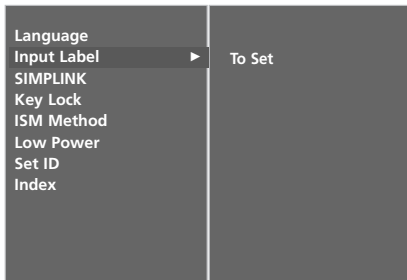 Language
Input Label ► To Set
SIMPLINK
Key Lock
ISM Method
Low Power
Set ID
Index